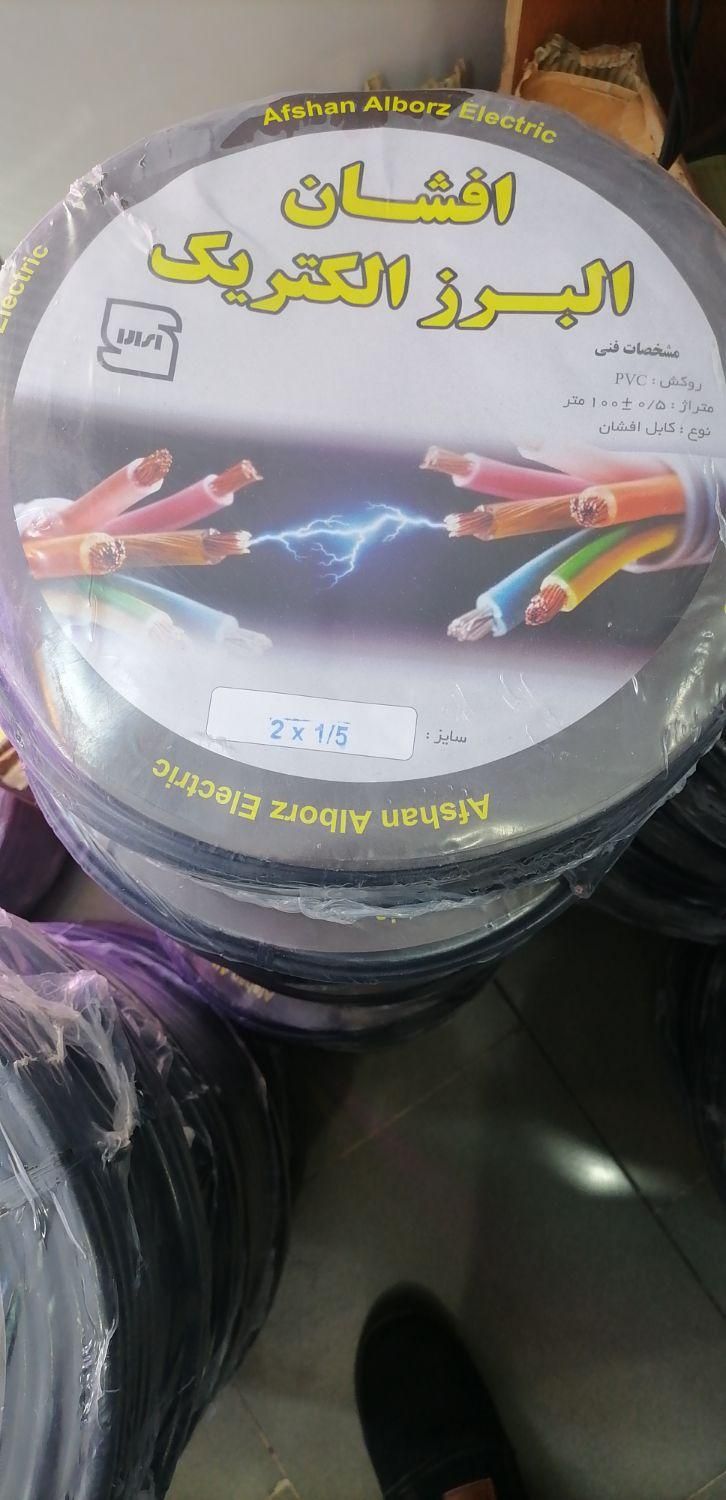 Afshan Alborz Electric
افشان
البرز الکتریک
Electric
مشخصات فنی
روکش : PVC
متراژ : ۰/۵ ± ۱۰۰ متر
نوع : کابل افشان
سایز : 2 x 1/5
Afshan Alborz Electric